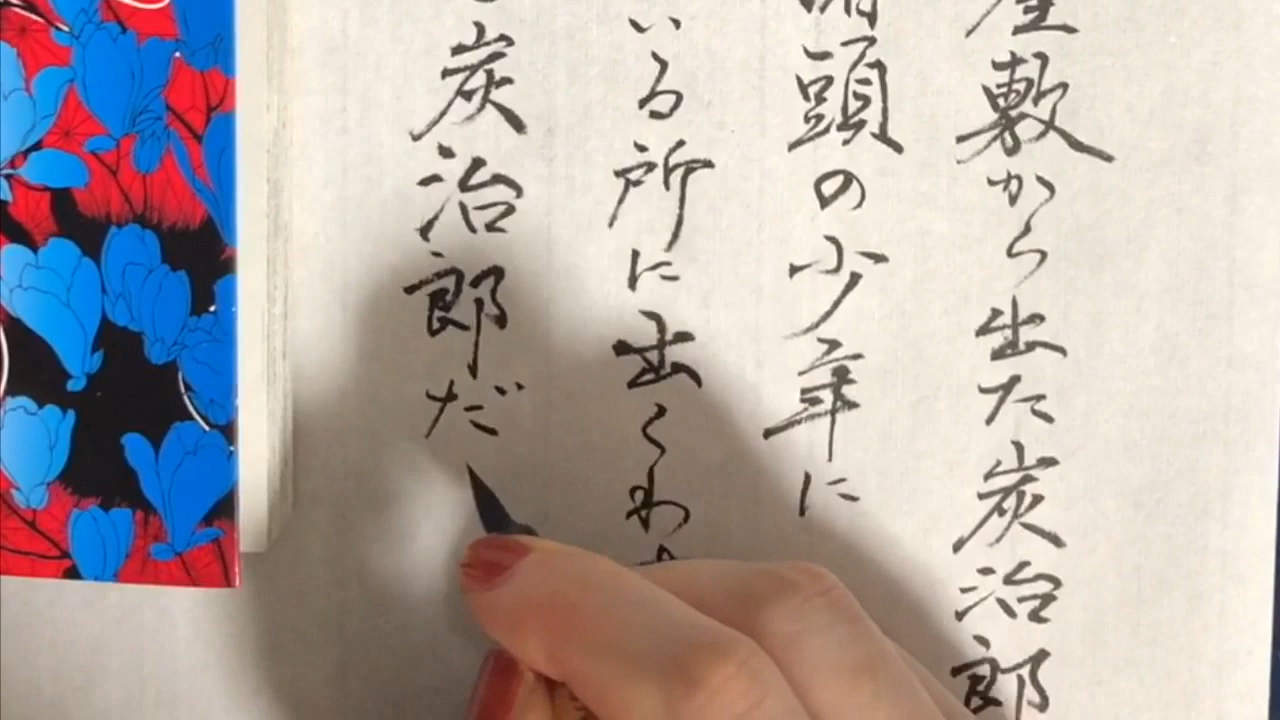 屋敷から出た炭治郎
頭の少年に
いる所に出くわ
炭治郎だ